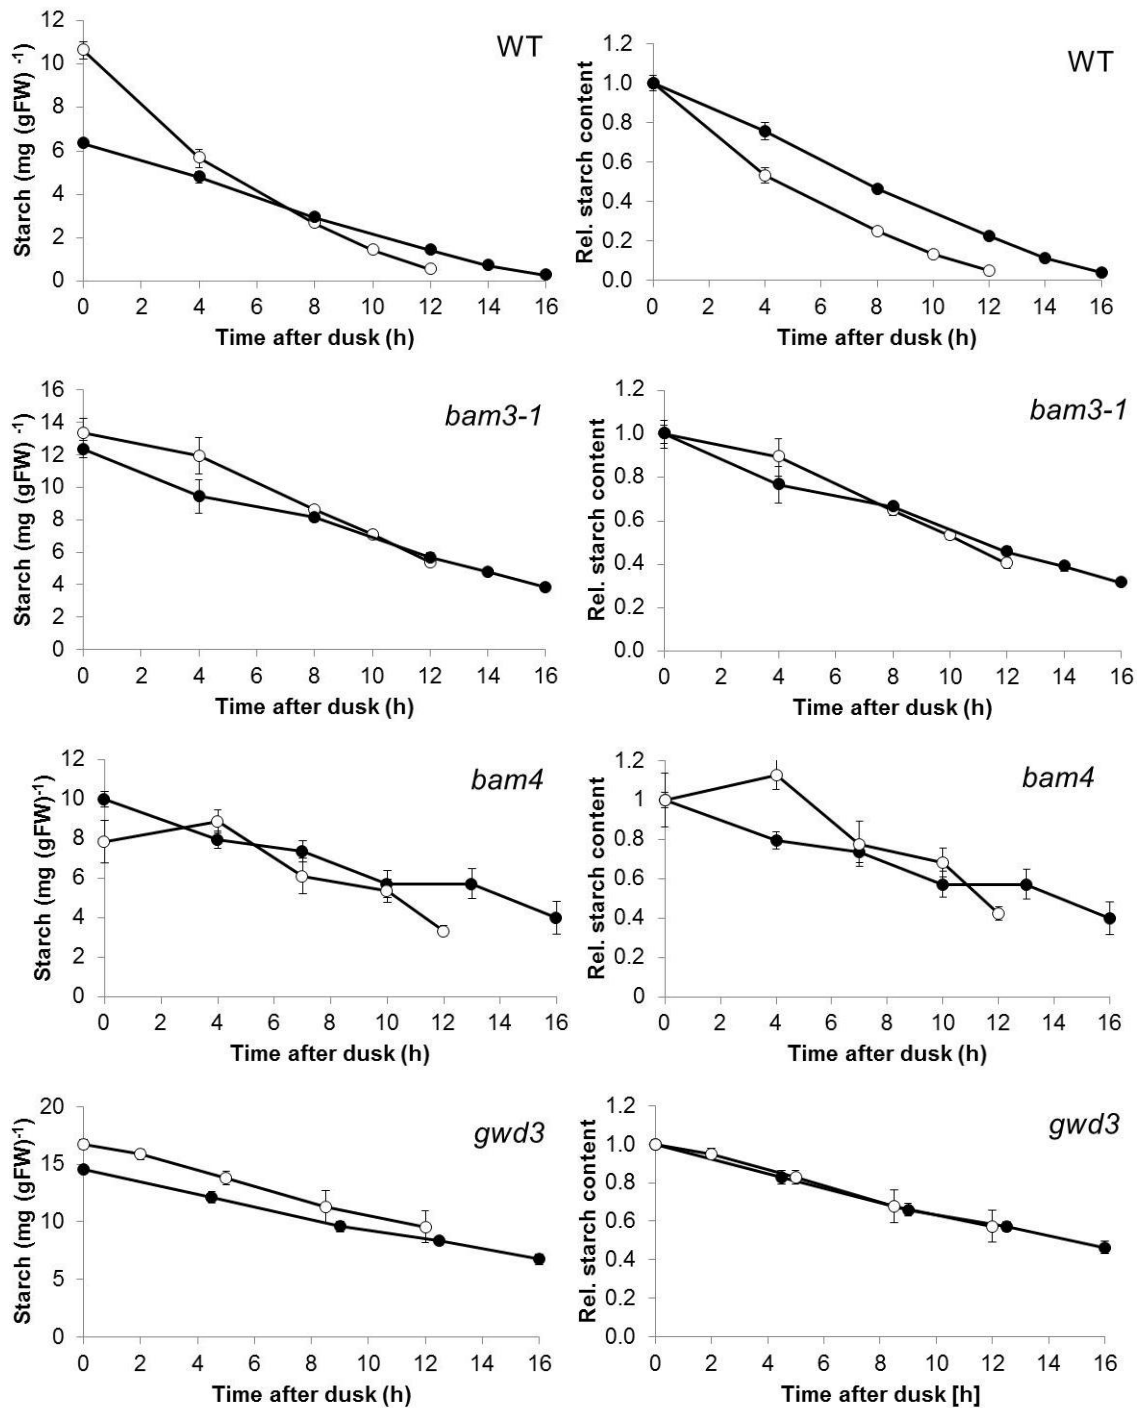 WT
Starch (mg (gFW) -1)
12
10
8
6
4
2
0
0 2 4 6 8 10 12 14 16
Time after dusk (h)
WT
Rel. starch content
1.2
1.0
0.8
0.6
0.4
0.2
0.0
0 2 4 6 8 10 12 14 16
Time after dusk (h)
bam3-1
Starch (mg (gFW) -1)
16
14
12
10
8
6
4
2
0
0 2 4 6 8 10 12 14 16
Time after dusk (h)
bam3-1
Rel. starch content
1.2
1.0
0.8
0.6
0.4
0.2
0.0
0 2 4 6 8 10 12 14 16
Time after dusk (h)
bam4
Starch (mg (gFW)-1)
12
10
8
6
4
2
0
0 2 4 6 8 10 12 14 16
Time after dusk (h)
bam4
Rel. starch content
1.2
1
0.8
0.6
0.4
0.2
0
0 2 4 6 8 10 12 14 16
Time after dusk (h)
gwd3
Starch (mg (gFW)-1)
20
15
10
5
0
0 2 4 6 8 10 12 14 16
Time after dusk (h)
gwd3
Rel. starch content
1.2
1.0
0.8
0.6
0.4
0.2
0.0
0 2 4 6 8 10 12 14 16
Time after dusk [h]